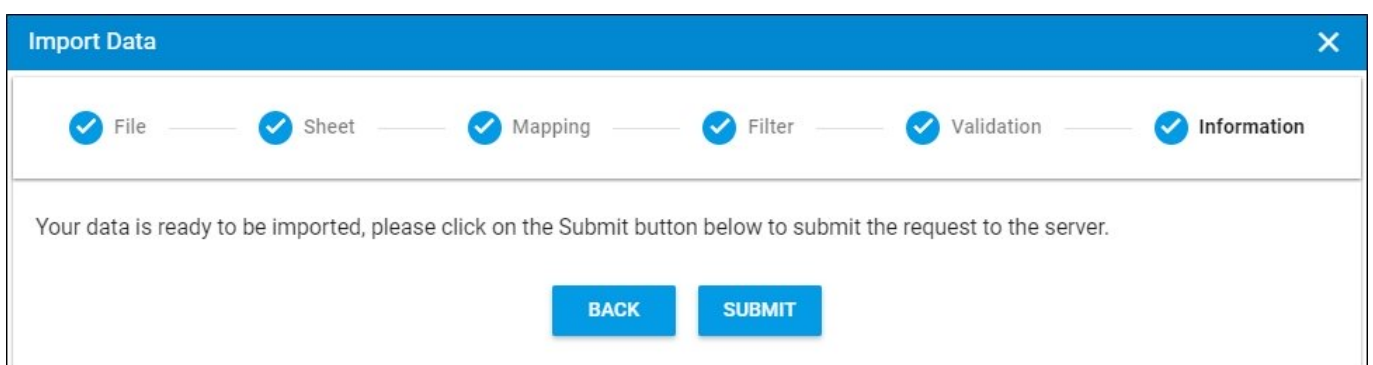 Import Data
File Sheet Mapping Filter Validation Information
Your data is ready to be imported, please click on the Submit button below to submit the request to the server.
BACK SUBMIT